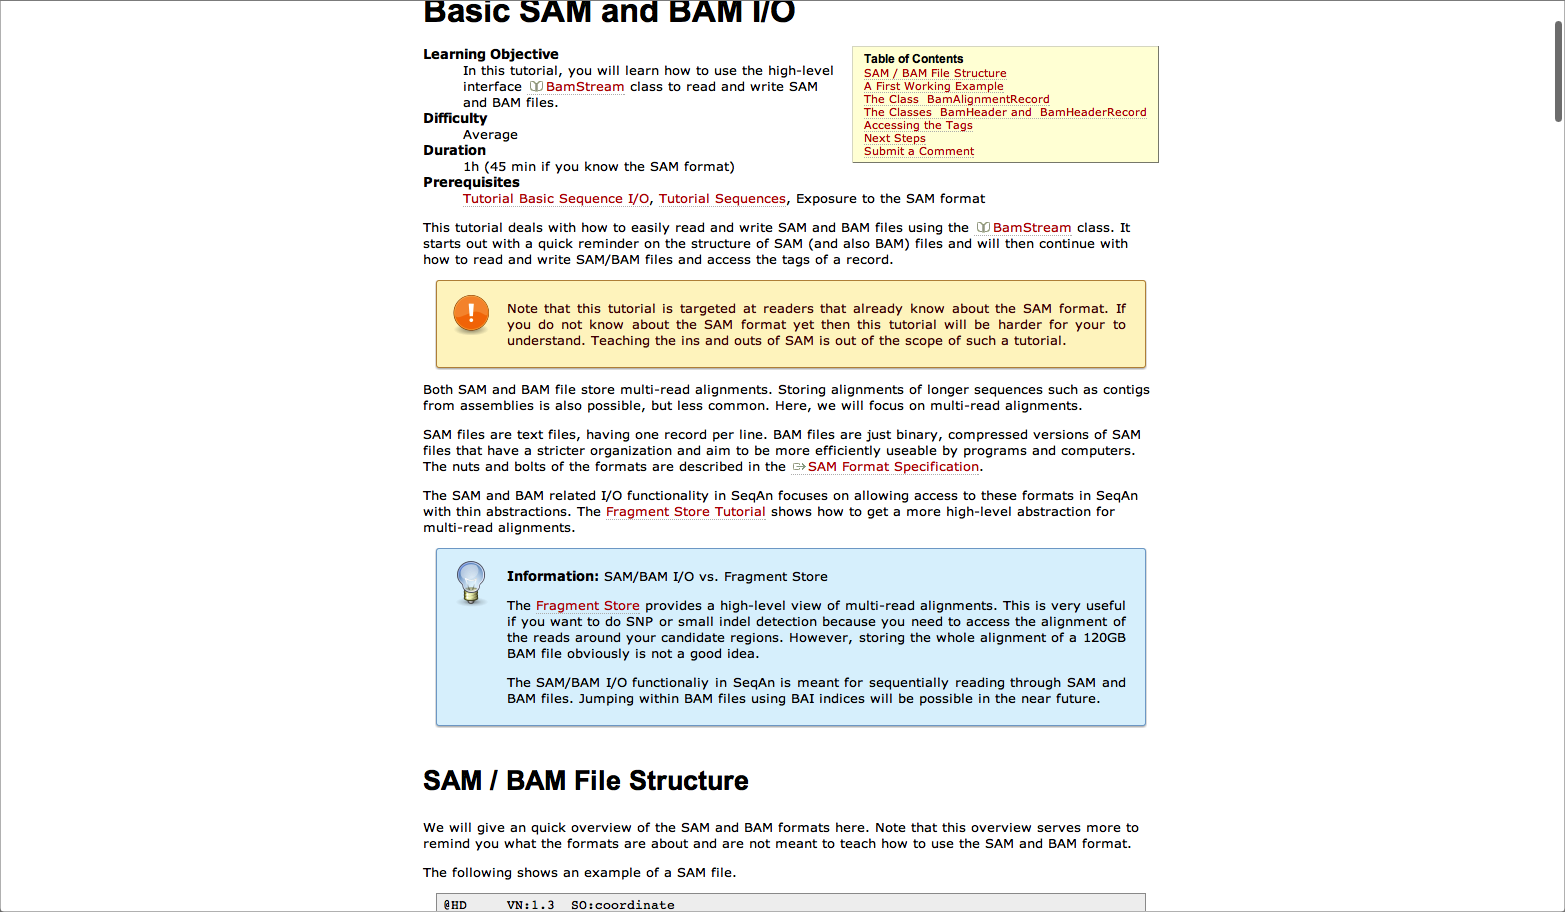 Basic SAM and BAM I/O
Learning Objective
In this tutorial, you will learn how to use the high-level
interface BamStream class to read and write SAM
and BAM files.
Difficulty
Average
Duration
1h (45 min if you know the SAM format)
Prerequisites
Tutorial Basic Sequence I/O, Tutorial Sequences, Exposure to the SAM format
Table of Contents
SAM / BAM File Structure
A First Working Example
The Class BamAlignmentRecord
The Classes BamHeader and BamHeaderRecord
Accessing the Tags
Next Steps
Submit a Comment
This tutorial deals with how to easily read and write SAM and BAM files using the BamStream class. It
starts out with a quick reminder on the structure of SAM (and also BAM) files and will then continue with
how to read and write SAM/BAM files and access the tags of a record.
Note that this tutorial is targeted at readers that already know about the SAM format. If
you do not know about the SAM format yet then this tutorial will be harder for your to
understand. Teaching the ins and outs of SAM is out of the scope of such a tutorial.
Both SAM and BAM file store multi-read alignments. Storing alignments of longer sequences such as contigs
from assemblies is also possible, but less common. Here, we will focus on multi-read alignments.
SAM files are text files, having one record per line. BAM files are just binary, compressed versions of SAM
files that have a stricter organization and aim to be more efficiently useable by programs and computers.
The nuts and bolts of the formats are described in the SAM Format Specification.
The SAM and BAM related I/O functionality in SeqAn focuses on allowing access to these formats in SeqAn
with thin abstractions. The Fragment Store Tutorial shows how to get a more high-level abstraction for
multi-read alignments.
Information: SAM/BAM I/O vs. Fragment Store
The Fragment Store provides a high-level view of multi-read alignments. This is very useful
if you want to do SNP or small indel detection because you need to access the alignment of
the reads around your candidate regions. However, storing the whole alignment of a 120GB
BAM file obviously is not a good idea.
The SAM/BAM I/O functionaliy in SeqAn is meant for sequentially reading through SAM and
BAM files. Jumping within BAM files using BAI indices will be possible in the near future.
SAM / BAM File Structure
We will give an quick overview of the SAM and BAM formats here. Note that this overview serves more to
remind you what the formats are about and are not meant to teach how to use the SAM and BAM format.
The following shows an example of a SAM file.
@HD VN:1.3 SO:coordinate